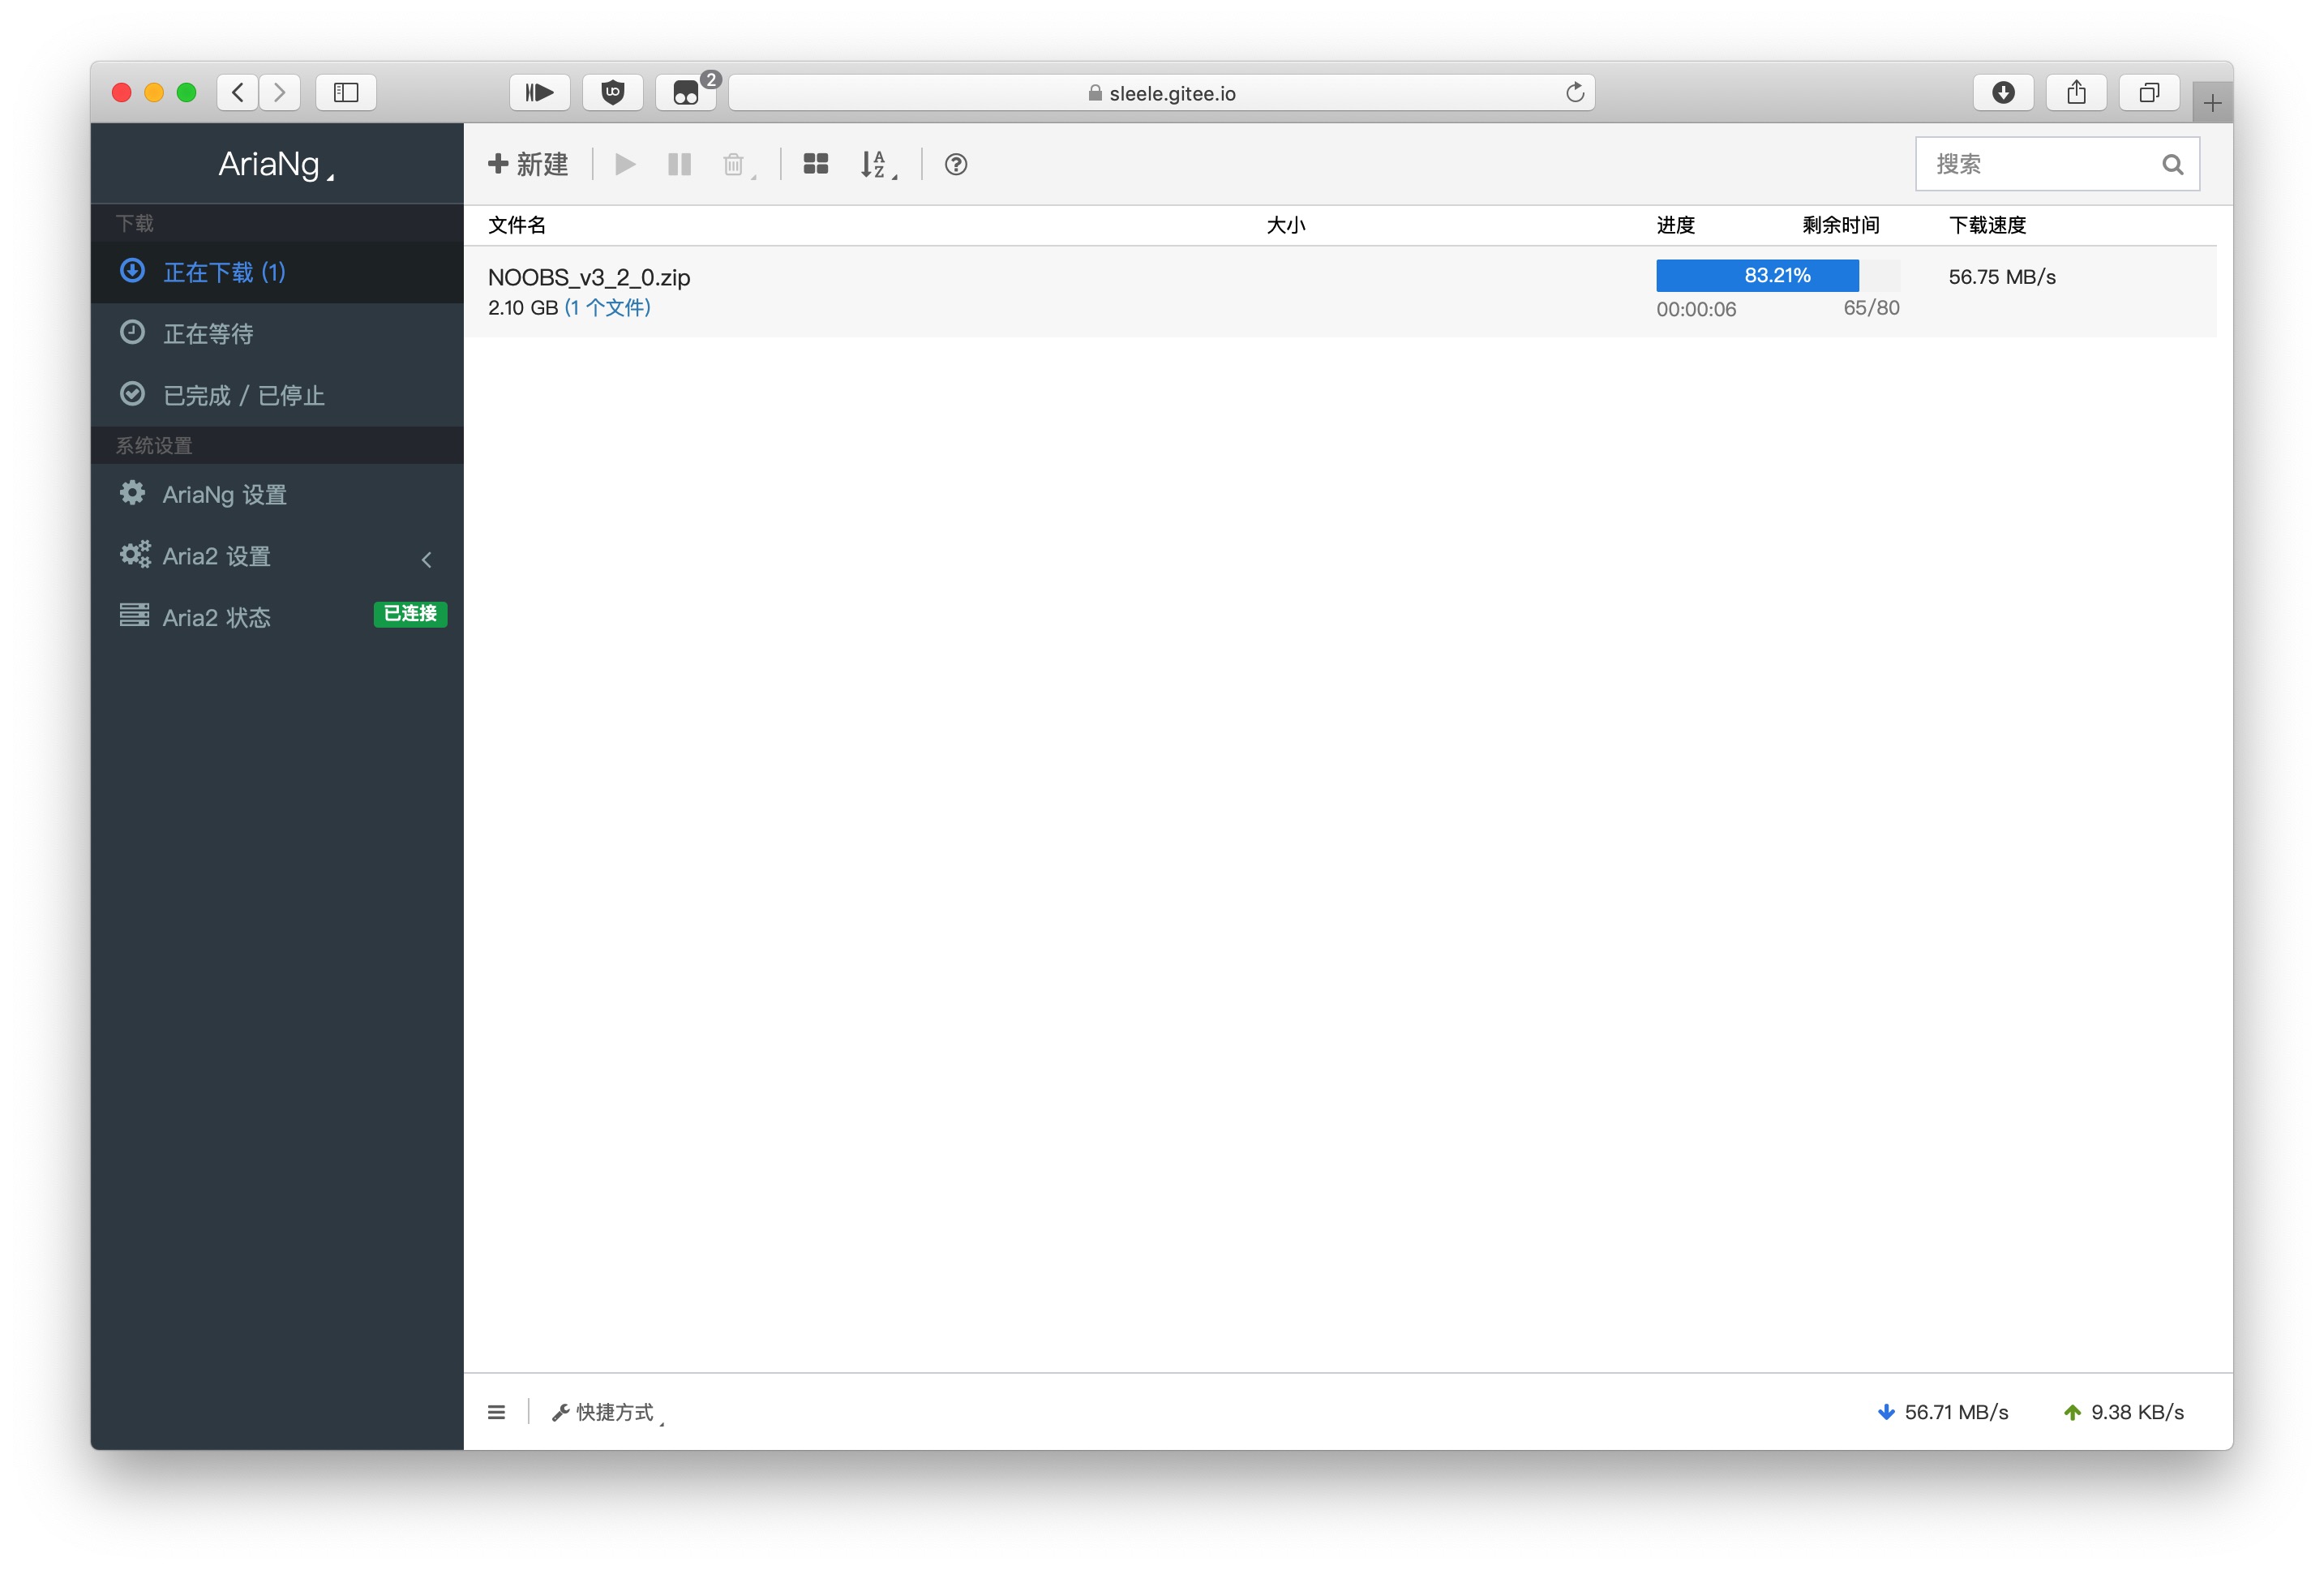 2
sleele.gitee.io
AriaNg
新建
搜索
下载
文件名 大小 进度 剩余时间 下载速度
正在下载 (1)
NOOBS_v3_2_0.zip 83.21% 56.75 MB/s
2.10 GB (1 个文件) 00:00:06 65/80
正在等待
已完成 / 已停止
系统设置
AriaNg 设置
Aria2 设置
Aria2 状态 已连接
快捷方式 56.71 MB/s 9.38 KB/s